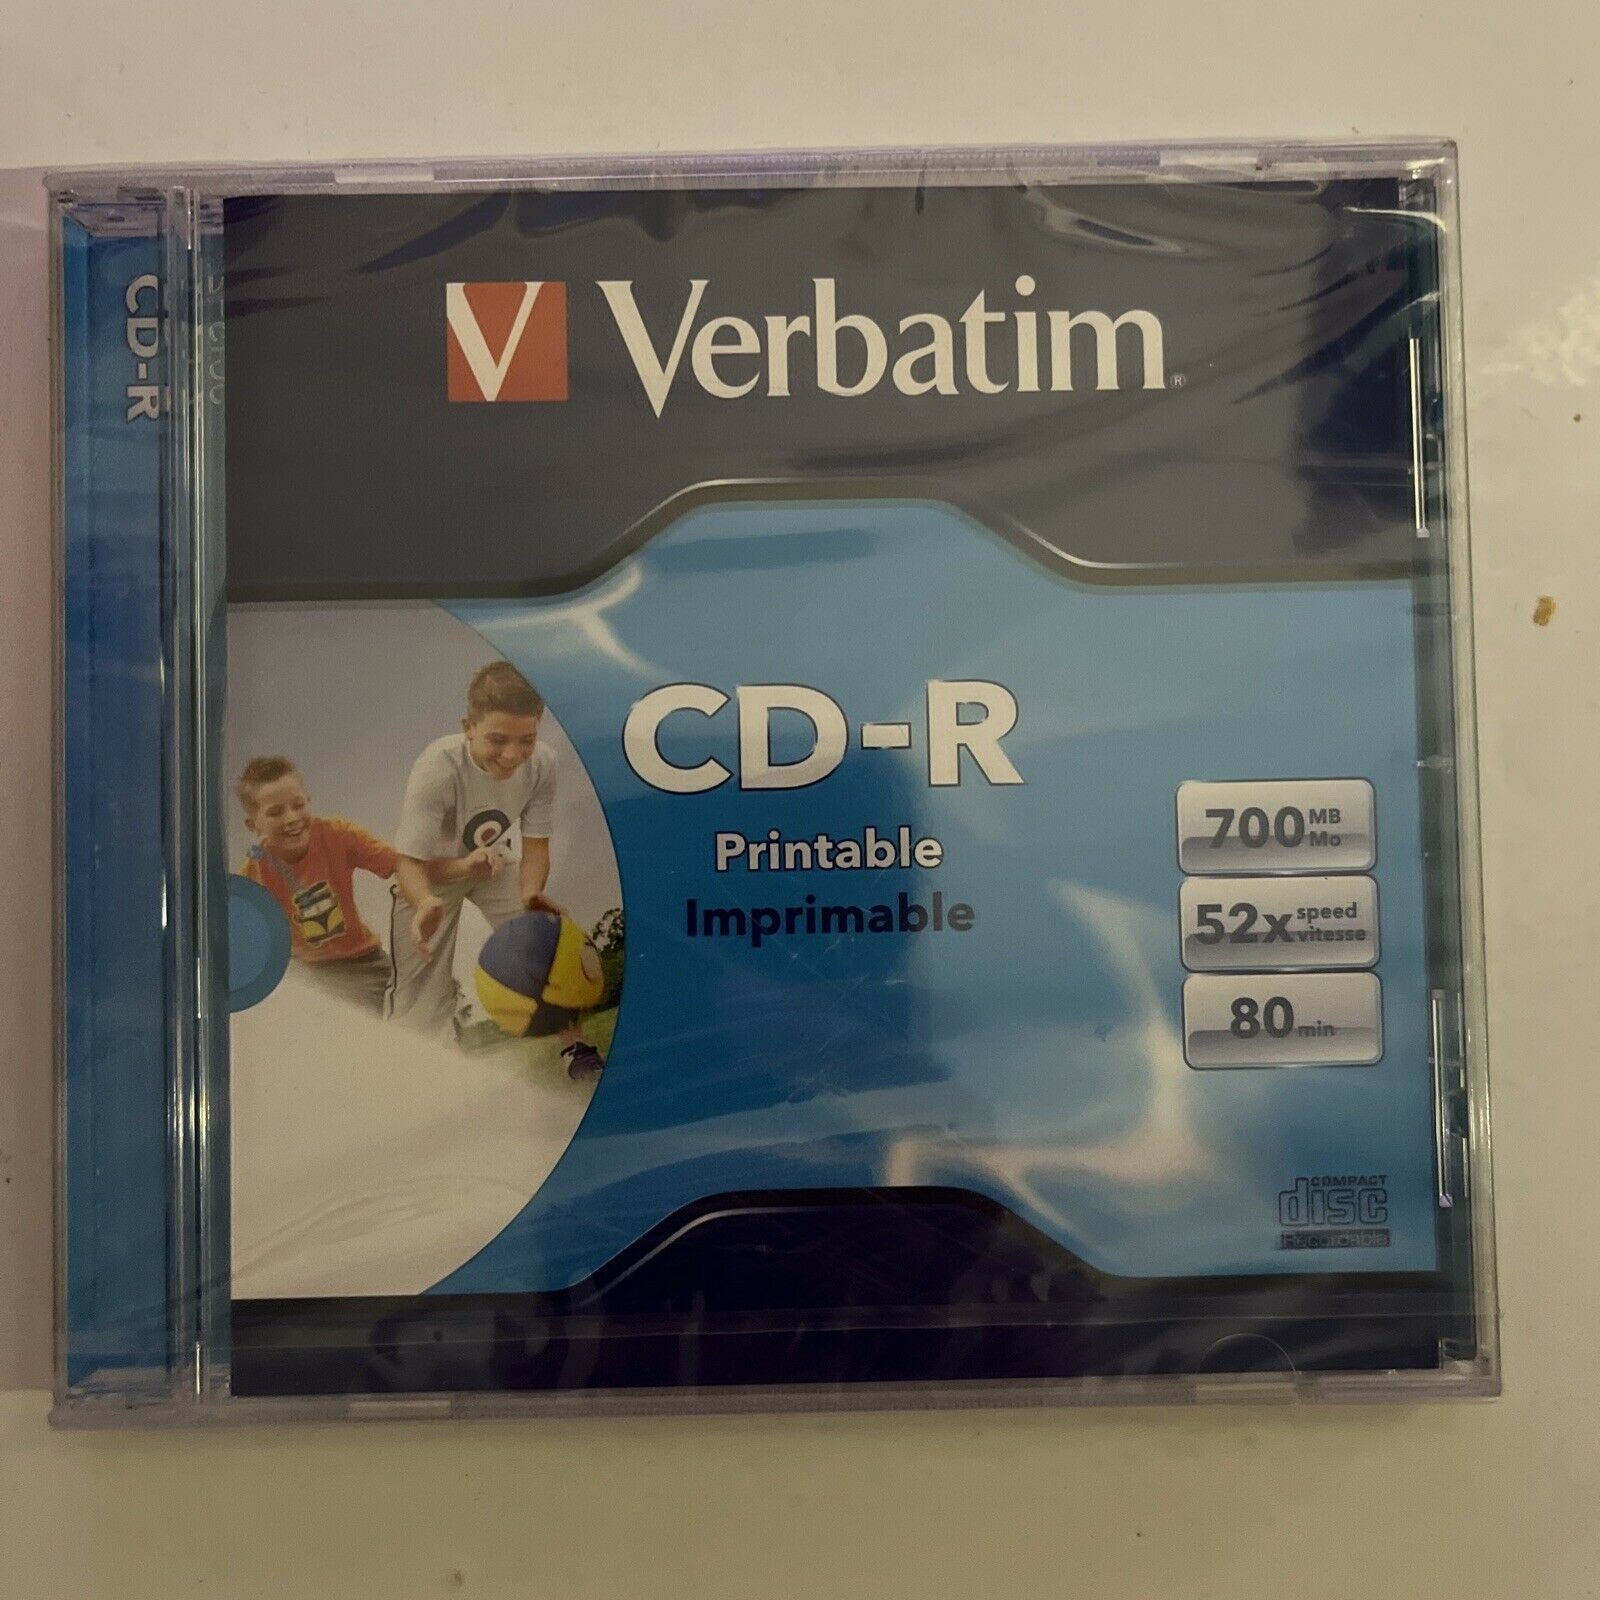 V Verbatim®
CD-R
CD-R
Printable
Imprimable
700 MB
Mo
52x speed
vitesse
80 min
COMPACT
disc
Recordable